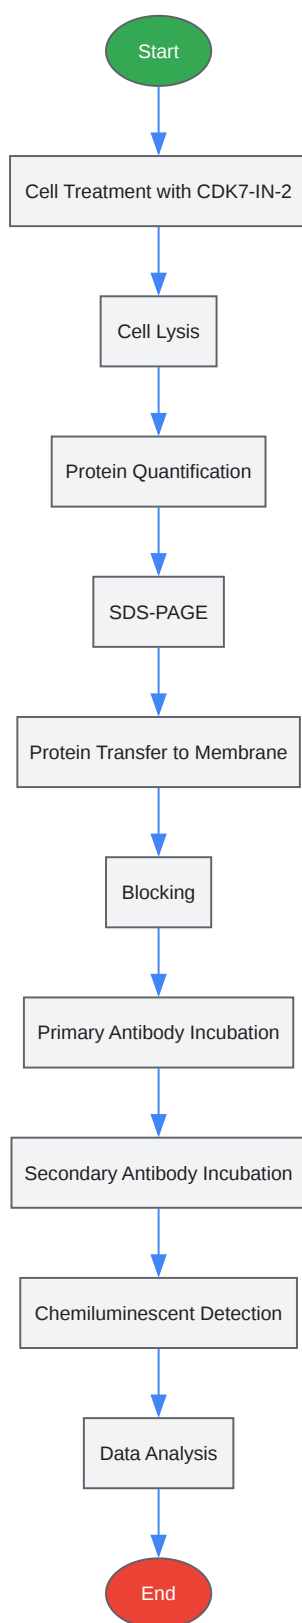 Start
Cell Treatment with CDK7-IN-2
Cell Lysis
Protein Quantification
SDS-PAGE
Protein Transfer to Membrane
Blocking
Primary Antibody Incubation
Secondary Antibody Incubation
Chemiluminescent Detection
Data Analysis
End